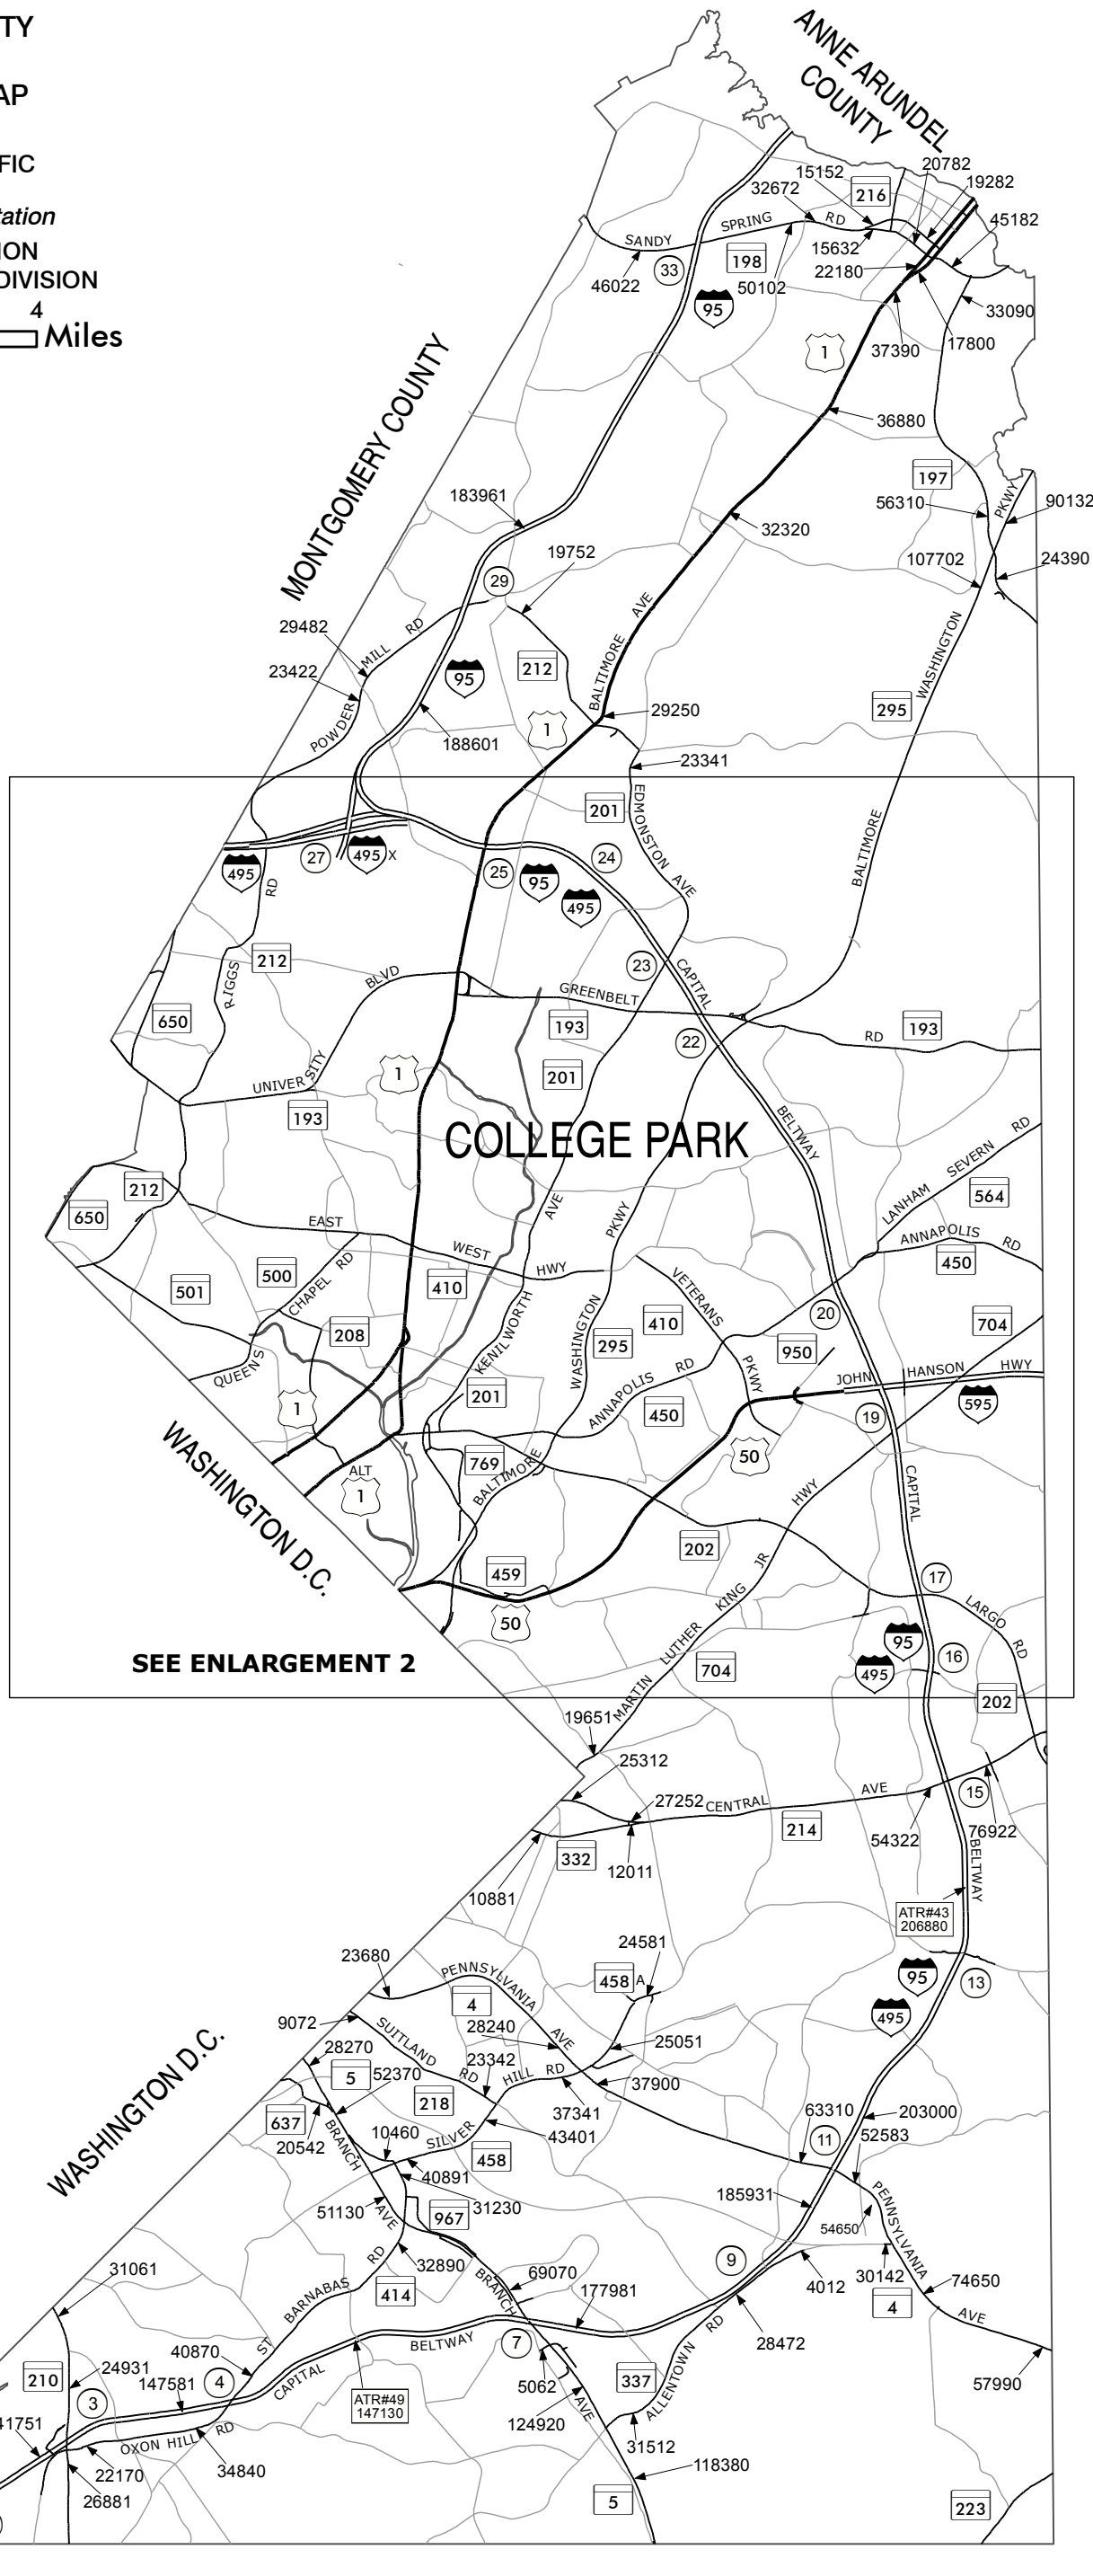 TY
AP
FIC
tation
ION
DIVISION
4
Miles
ANNE ARUNDEL
COUNTY
20782
15152
19282
32672
216
45182
SANDY
SPRING
RD
15632
198
22180
46022
33
50102
95
33090
1
37390
17800
MONTGOMERY COUNTY
36880
197
183961
56310
PKWY
90132
32320
19752
107702
24390
29
AVE
29482
MILL
RD
212
BALTIMORE
WASHINGTON
23422
95
295
POWDER
1
29250
188601
23341
201
EDMONSTON
AVE
BALTIMORE
27
495
X
495
24
25
95
495
RD
212
23
CAPITAL
RIGGS
BLVD
GREENBELT
650
193
193
22
RD
1
201
UNIVERSITY
193
BELTWAY
COLLEGE PARK
LANHAM
SEVERN
RD
212
564
650
AVE
PKWY
EAST
ANNAPOLIS
RD
WEST
450
HWY
501
500
CHAPEL
RD
410
VETERANS
410
20
704
208
KENILWORTH
WASHINGTON
295
950
QUEENS
ANNAPOLIS
RD
PKWY
JOHN
HANSON
HWY
1
201
450
19
595
WASHINGTON D.C.
769
50
ALT
1
BALTIMORE
HWY
CAPITAL
202
JR
459
17
KING
LARGO
RD
50
LUTHER
95
SEE ENLARGEMENT 2
704
495
16
MARTIN
202
19651
25312
27252
CENTRAL
AVE
15
214
54322
76922
332
12011
BELTWAY
10881
ATR#43
206880
24581
23680
PENNSYLVANIA
458
A
95
13
4
495
9072
SUITLAND
28240
AVE
25051
28270
WASHINGTON D.C.
5
52370
23342
RD
HILL
RD
37900
218
37341
63310
203000
637
20542
BRANCH
10460
SILVER
43401
11
52583
458
40891
31230
185931
PENNSYLVANIA
51130
AVE
967
54650
9
RD
32890
BRANCH
69070
31061
414
177981
4012
30142
74650
4
BARNABAS
AVE
ST
BELTWAY
28472
40870
7
RD
210
24931
4
CAPITAL
57990
147581
3
ATR#49
147130
5062
337
ALLENTOWN
41751
124920
AVE
OXON HILL
RD
31512
22170
34840
118380
26881
5
223